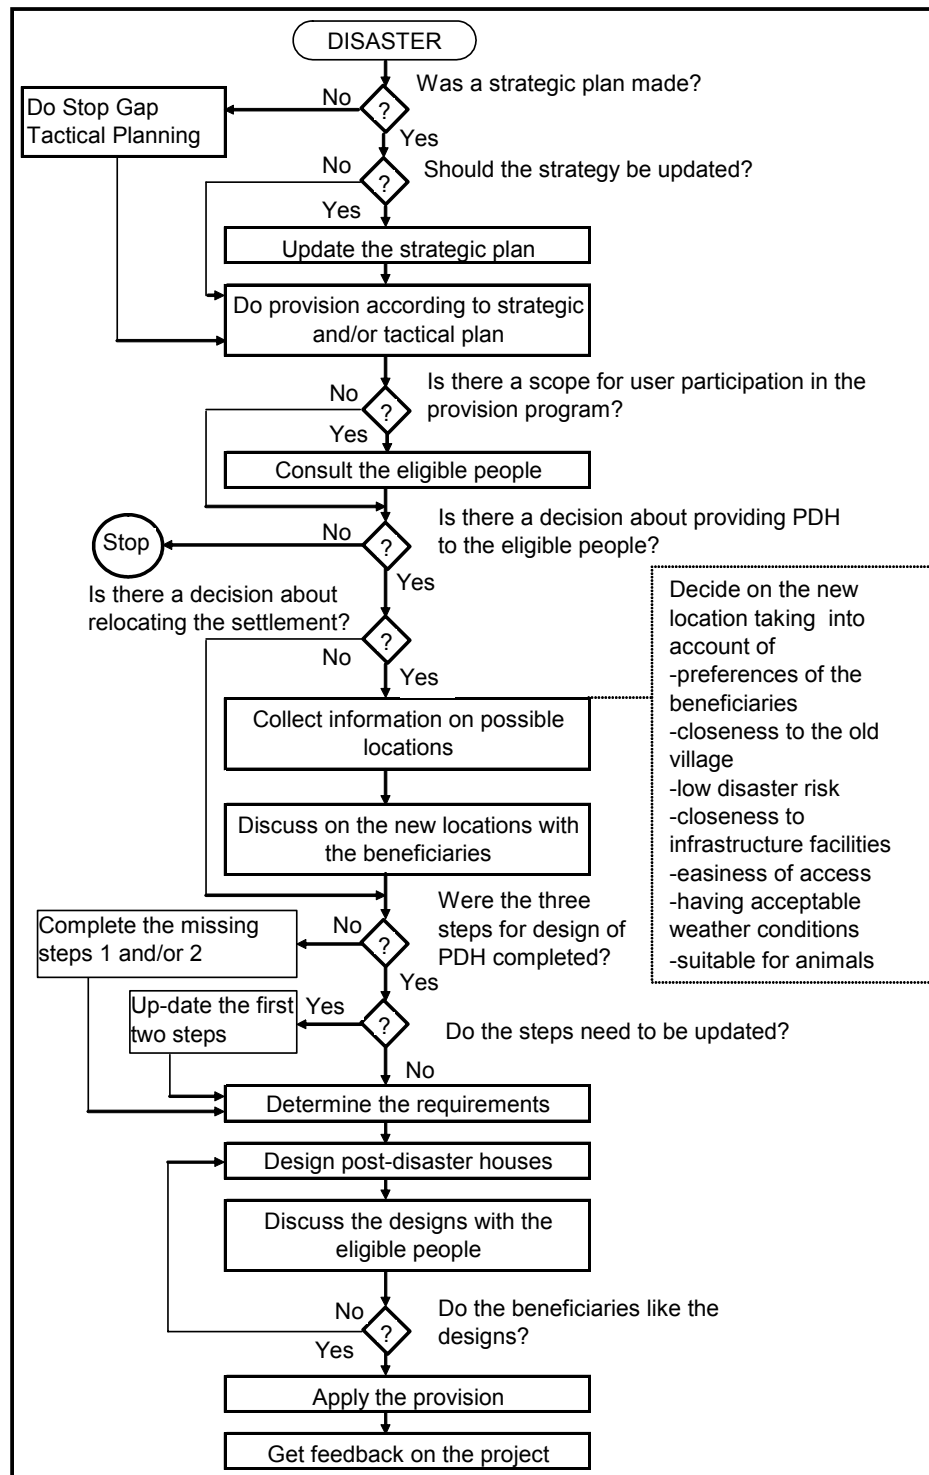 DISASTER
Was a strategic plan made?
No
?
Do Stop Gap
Tactical Planning
Yes
No
Should the strategy be updated?
?
Yes
Update the strategic plan
Do provision according to strategic
and/or tactical plan
Is there a scope for user participation in the
provision program?
No
?
Yes
Consult the eligible people
Is there a decision about providing PDH
to the eligible people?
No
?
Stop
Yes
Is there a decision about
relocating the settlement?
?
No
Yes
Decide on the new
location taking into
account of
-preferences of the
beneficiaries
-closeness to the old
village
-low disaster risk
-closeness to
infrastructure facilities
-easiness of access
-having acceptable
weather conditions
-suitable for animals
Collect information on possible
locations
Discuss on the new locations with
the beneficiaries
Were the three
steps for design of
PDH completed?
No
?
Complete the missing
steps 1 and/or 2
Yes
Up-date the first
two steps
Yes
?
Do the steps need to be updated?
No
Determine the requirements
Design post-disaster houses
Discuss the designs with the
eligible people
Do the beneficiaries like the
designs?
No
?
Yes
Apply the provision
Get feedback on the project